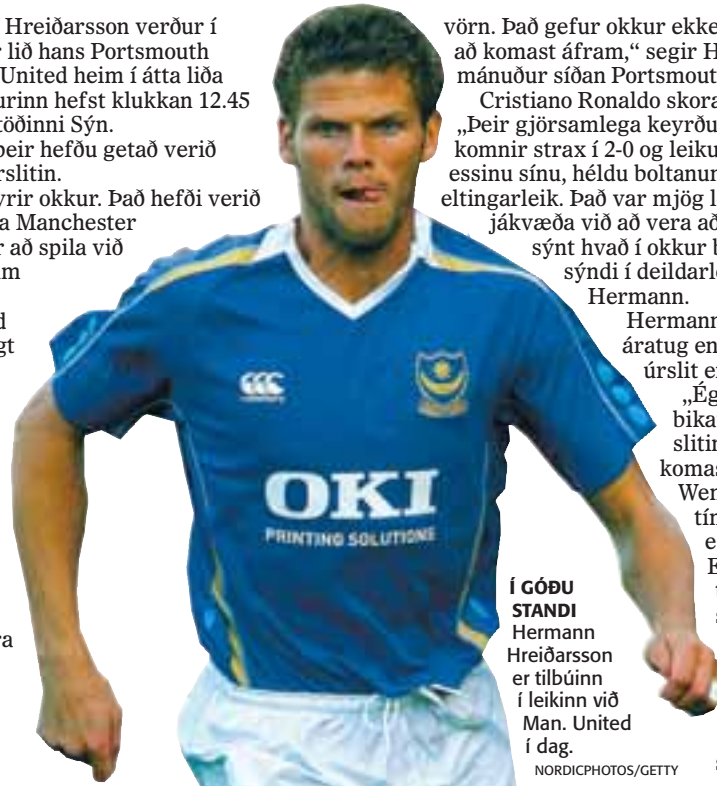 Hreiðarsson verður í
lið hans Portsmouth
United heim í átta liða
urinn hefst klukkan 12.45
töðinni Sýn.
þeir hefðu getað verið
rslitin.
yrir okkur. Það hefði verið
a Manchester
r að spila við
m
d
gt
ra
vörn. Það gefur okkur ekke
að komast áfram,“ segir H
mánuður síðan Portsmout
Cristiano Ronaldo skora
„Þeir gjörsamlega keyrðu
komnir strax í 2-0 og leiku
essinu sínu, héldu boltanum
eltingarleik. Það var mjög l
jákvæða við að vera að
sýnt hvað í okkur b
sýndi í deildarle
Hermann.
Hermann
áratug en
úrslit e
„Ég
bika
slitin
komas
Wem
tín
e
E
s
s
CANTERBURY
OKI
PRINTING SOLUTIONS
Í GÓÐU
STANDI
Hermann
Hreiðarsson
er tilbúinn
í leikinn við
Man. United
í dag.
NORDICPHOTOS/GETTY